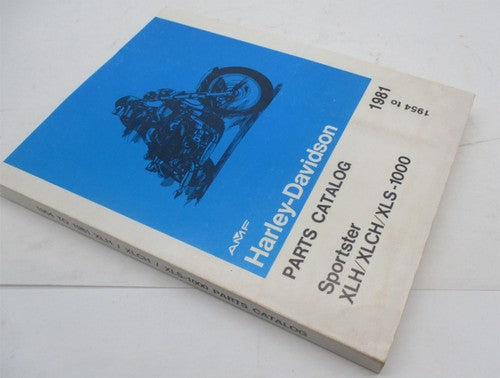 AMF
Harley-Davidson
PARTS CATALOG
Sportster
XLH/XLCH/XLS-1000
1954 to
1981
1954 TO 1981 XLH / XLCH / XLS-1000 PARTS CATALOG